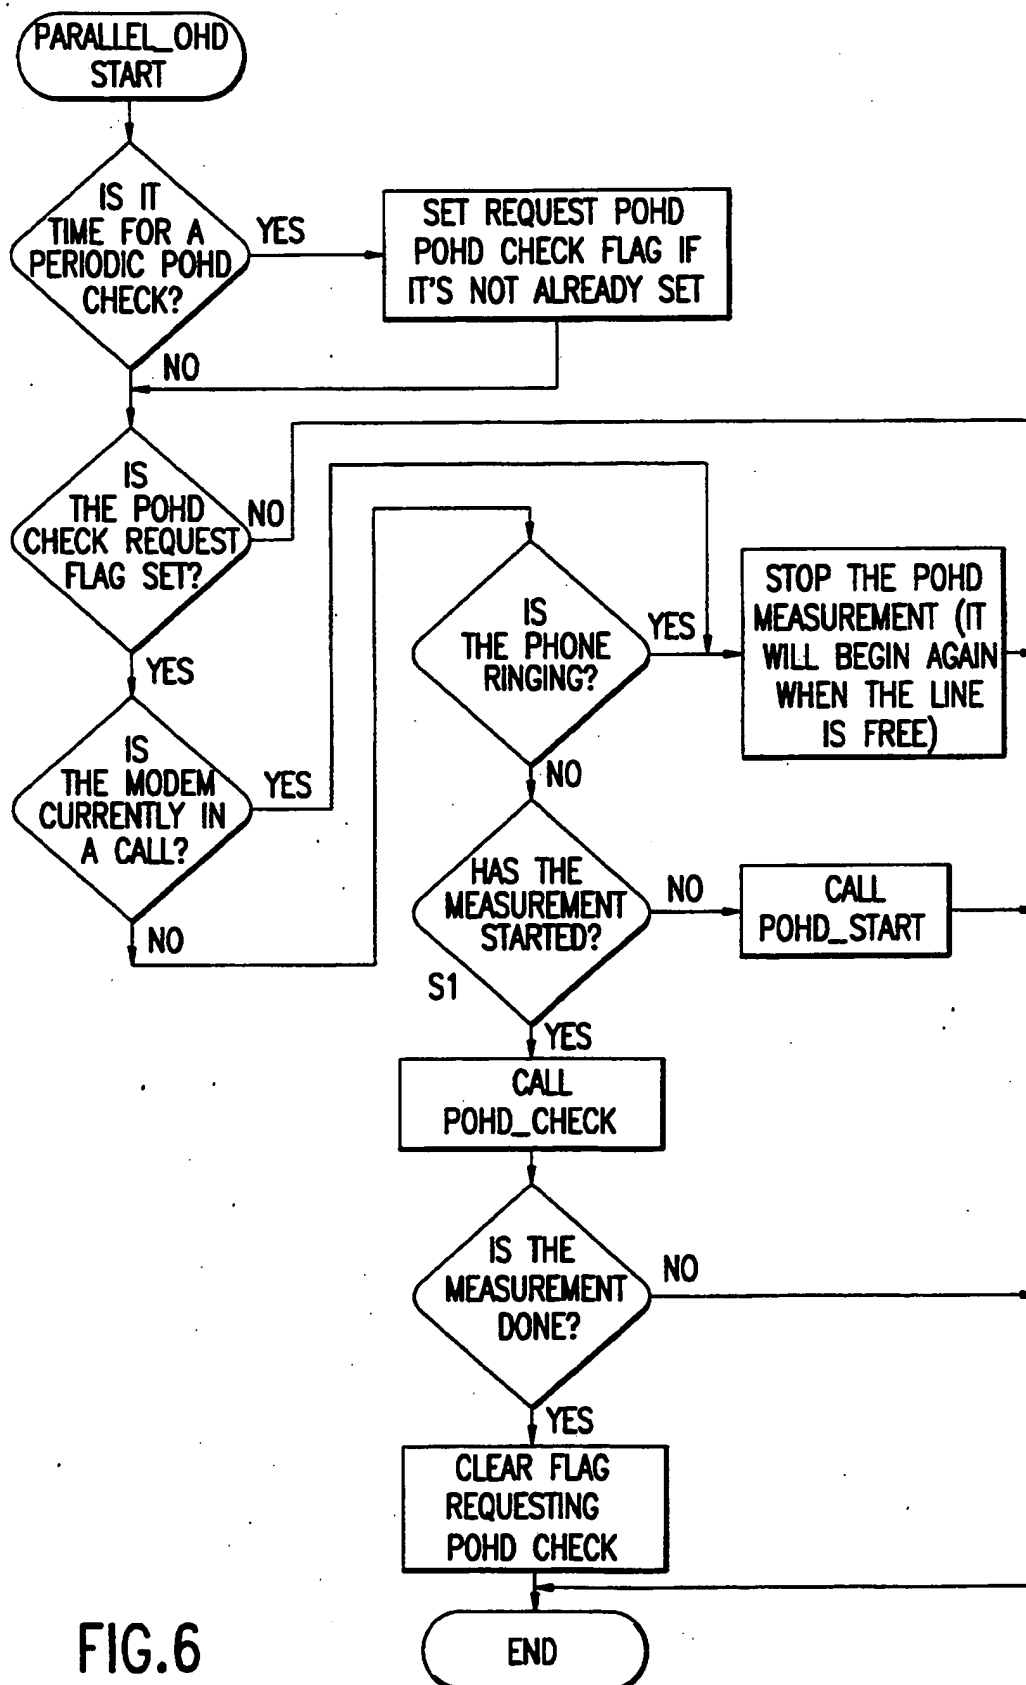 PARALLEL_OHD
START
IS IT
TIME FOR A
PERIODIC POHD
CHECK?
YES
SET REQUEST POHD
POHD CHECK FLAG IF
IT'S NOT ALREADY SET
NO
IS
THE POHD
CHECK REQUEST
FLAG SET?
NO
YES
IS
THE MODEM
CURRENTLY IN
A CALL?
YES
NO
IS
THE PHONE
RINGING?
YES
STOP THE POHD
MEASUREMENT (IT
WILL BEGIN AGAIN
WHEN THE LINE
IS FREE)
NO
HAS THE
MEASUREMENT
STARTED?
S1
NO
CALL
POHD_START
YES
CALL
POHD_CHECK
IS THE
MEASUREMENT
DONE?
NO
YES
CLEAR FLAG
REQUESTING
POHD CHECK
END
FIG.6